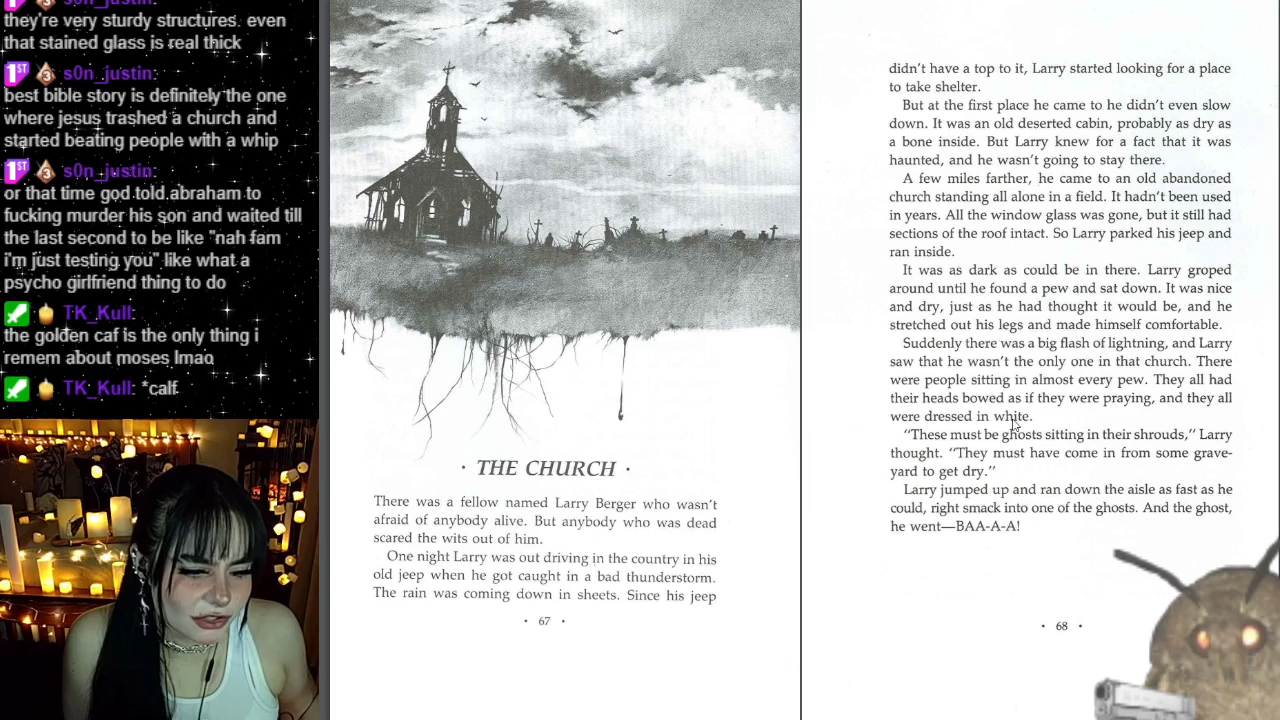 s0n_justin:
they're very sturdy structures. even
that stained glass is real thick
1ST 3 s0n_justin:
best bible story is definitely the one
where jesus trashed a church and
started beating people with a whip
1ST 3 s0n_justin:
or that time god told abraham to
fucking murder his son and waited till
the last second to be like "nah fam
i'm just testing you" like what a
psycho girlfriend thing to do
TK_Kull:
the golden caf is the only thing i
remem about moses lmao
TK_Kull: *calf
· THE CHURCH ·
There was a fellow named Larry Berger who wasn't
afraid of anybody alive. But anybody who was dead
scared the wits out of him.
One night Larry was out driving in the country in his
old jeep when he got caught in a bad thunderstorm.
The rain was coming down in sheets. Since his jeep
• 67 •
didn't have a top to it, Larry started looking for a place
to take shelter.
But at the first place he came to he didn't even slow
down. It was an old deserted cabin, probably as dry as
a bone inside. But Larry knew for a fact that it was
haunted, and he wasn't going to stay there.
A few miles farther, he came to an old abandoned
church standing all alone in a field. It hadn't been used
in years. All the window glass was gone, but it still had
sections of the roof intact. So Larry parked his jeep and
ran inside.
It was as dark as could be in there. Larry groped
around until he found a pew and sat down. It was nice
and dry, just as he had thought it would be, and he
stretched out his legs and made himself comfortable.
Suddenly there was a big flash of lightning, and Larry
saw that he wasn't the only one in that church. There
were people sitting in almost every pew. They all had
their heads bowed as if they were praying, and they all
were dressed in white.
"These must be ghosts sitting in their shrouds," Larry
thought. "They must have come in from some grave-
yard to get dry."
Larry jumped up and ran down the aisle as fast as he
could, right smack into one of the ghosts. And the ghost,
he went—BAA-A-A!
• 68 •